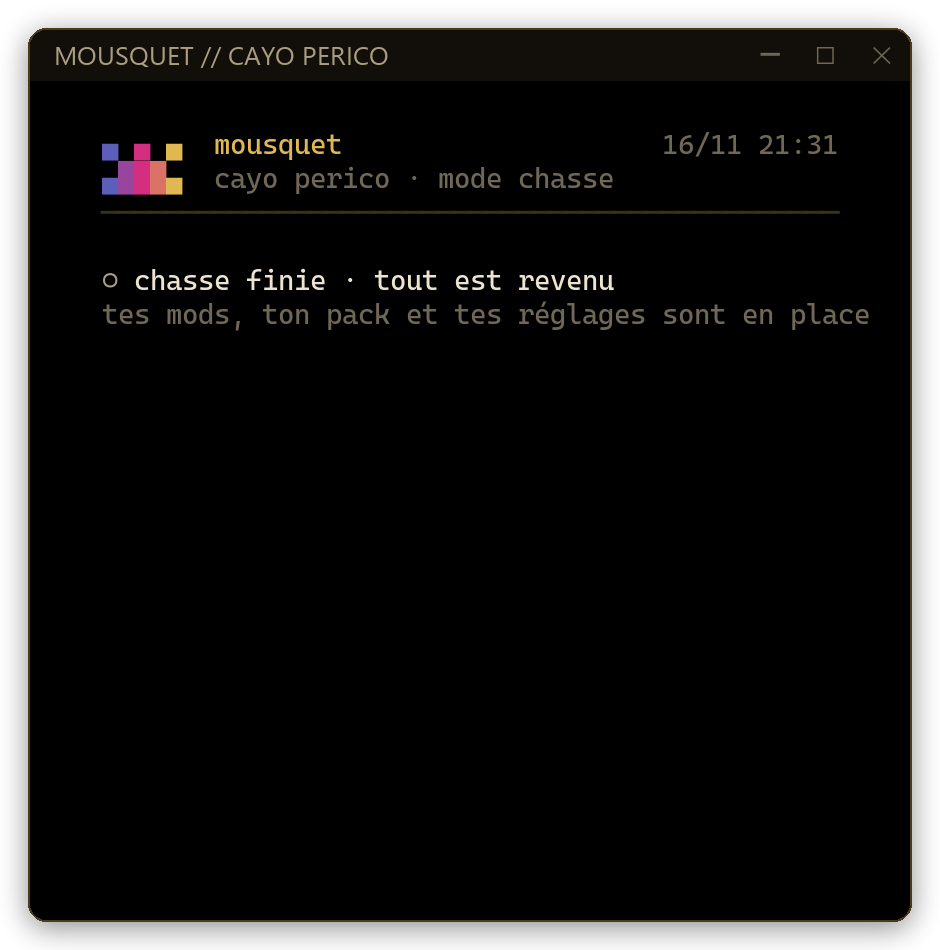 MOUSQUET // CAYO PERICO
mousquet 16/11 21:31
cayo perico · mode chasse
○ chasse finie · tout est revenu
tes mods, ton pack et tes réglages sont en place